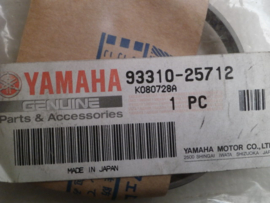 YAMAHA 93310-25712
GENUINE K080728A
Parts & Accessories 1 PC
MADE IN JAPAN
YAMAHA MOTOR CO., LTD.